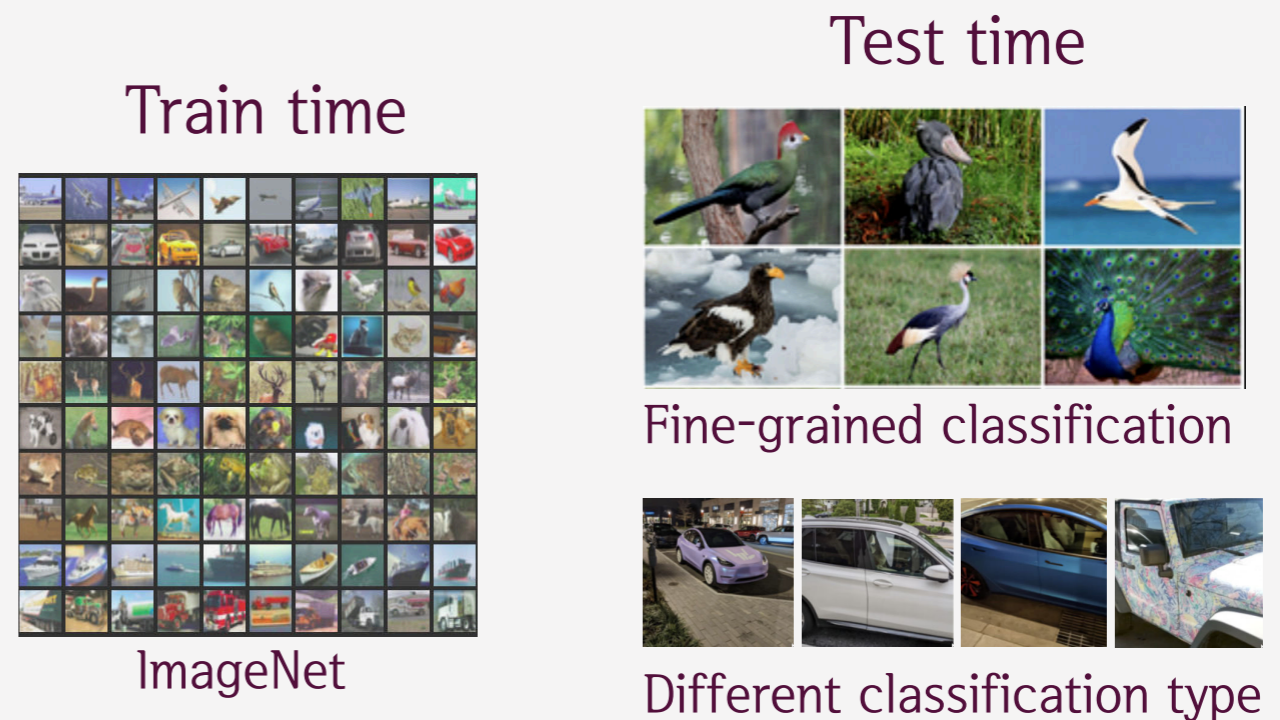 Train time
ImageNet
Test time
Fine-grained classification
Different classification type